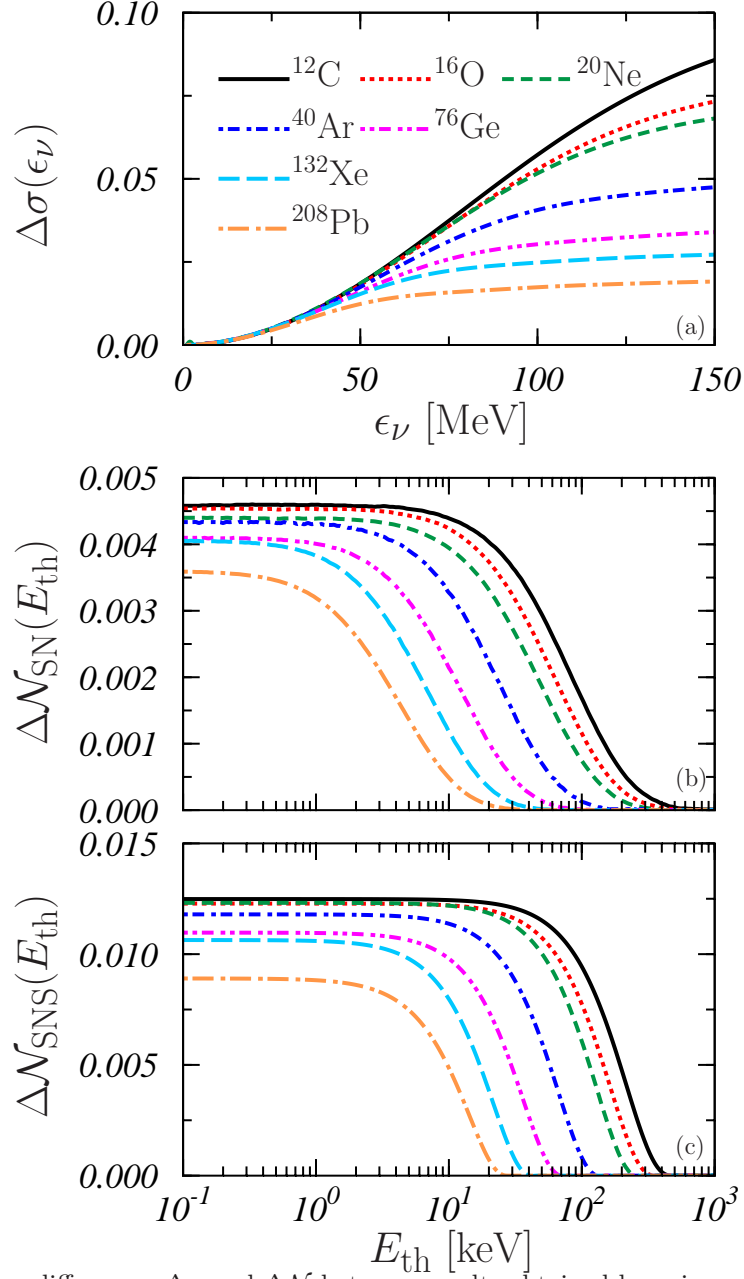 0.10
¹²C ¹⁶O ²⁰Ne
⁴⁰Ar ⁷⁶Ge
¹³²Xe
²⁰⁸Pb
0.05
0.00
Δσ(ϵ_ν)
(a)
0 50 100 150
ϵ_ν [MeV]
0.005
0.004
0.003
0.002
0.001
0.000
Δ𝒩_SN(E_th)
(b)
0.015
0.010
0.005
0.000
Δ𝒩_SNS(E_th)
(c)
10⁻¹ 10⁰ 10¹ 10² 10³
E_th [keV]